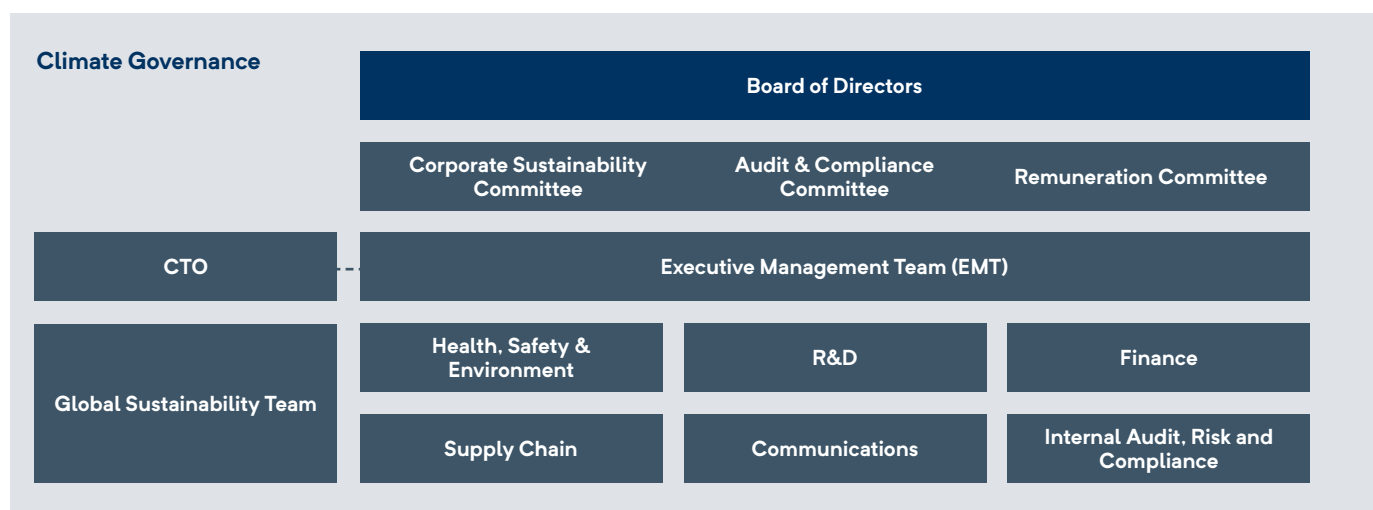 Climate Governance
Board of Directors
Corporate Sustainability
Committee
Audit & Compliance
Committee
Remuneration Committee
CTO
Executive Management Team (EMT)
Global Sustainability Team
Health, Safety &
Environment
R&D
Finance
Supply Chain
Communications
Internal Audit, Risk and
Compliance